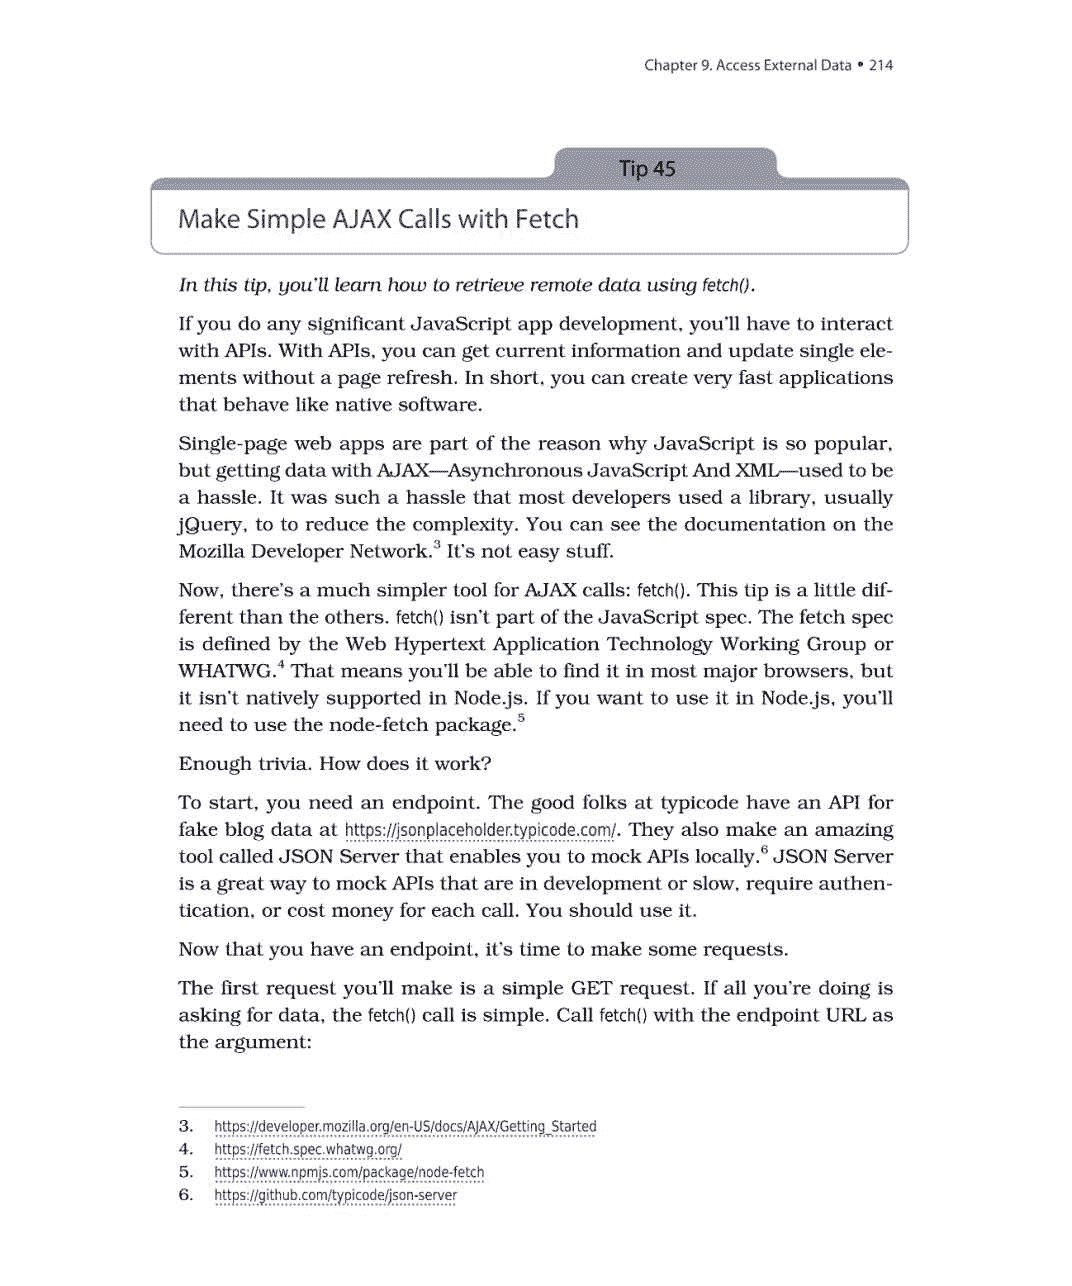 Chapter 9. Access External Data • 214
Tip 45
Make Simple AJAX Calls with Fetch
In this tip, you'll learn how to retrieve remote data using fetch().
If you do any significant JavaScript app development, you'll have to interact
with APIs. With APIs, you can get current information and update single ele-
ments without a page refresh. In short, you can create very fast applications
that behave like native software.
Single-page web apps are part of the reason why JavaScript is so popular,
but getting data with AJAX—Asynchronous JavaScript And XML—used to be
a hassle. It was such a hassle that most developers used a library, usually
jQuery, to to reduce the complexity. You can see the documentation on the
Mozilla Developer Network.3 It's not easy stuff.
Now, there's a much simpler tool for AJAX calls: fetch(). This tip is a little dif-
ferent than the others. fetch() isn't part of the JavaScript spec. The fetch spec
is defined by the Web Hypertext Application Technology Working Group or
WHATWG.4 That means you'll be able to find it in most major browsers, but
it isn't natively supported in Node.js. If you want to use it in Node.js, you'll
need to use the node-fetch package.5
Enough trivia. How does it work?
To start, you need an endpoint. The good folks at typicode have an API for
fake blog data at https://jsonplaceholder.typicode.com/. They also make an amazing
tool called JSON Server that enables you to mock APIs locally.6 JSON Server
is a great way to mock APIs that are in development or slow, require authen-
tication, or cost money for each call. You should use it.
Now that you have an endpoint, it's time to make some requests.
The first request you'll make is a simple GET request. If all you're doing is
asking for data, the fetch() call is simple. Call fetch() with the endpoint URL as
the argument:
3. https://developer.mozilla.org/en-US/docs/AJAX/Getting_Started
4. https://fetch.spec.whatwg.org/
5. https://www.npmjs.com/package/node-fetch
6. https://github.com/typicode/json-server